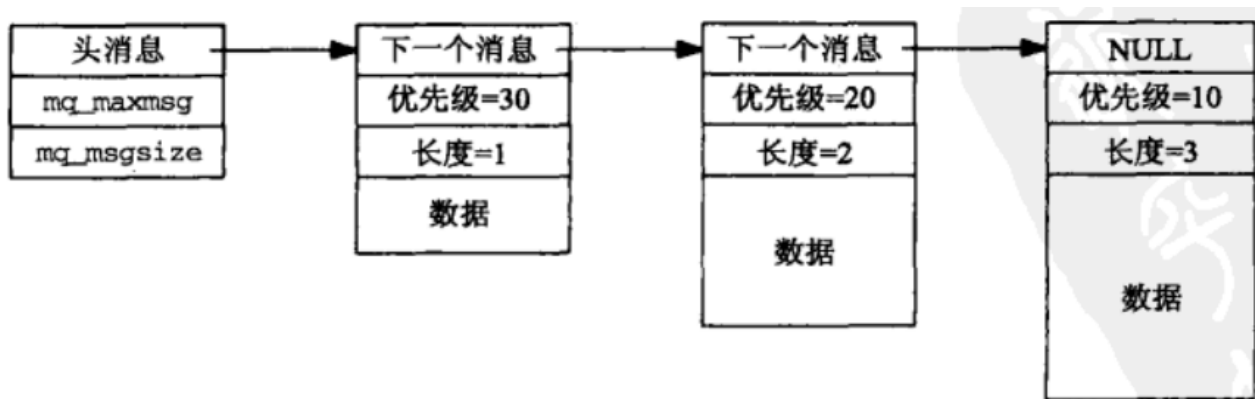 头消息
mq_maxmsg
mq_msgsize
下一个消息
优先级=30
长度=1
数据
下一个消息
优先级=20
长度=2
数据
NULL
优先级=10
长度=3
数据